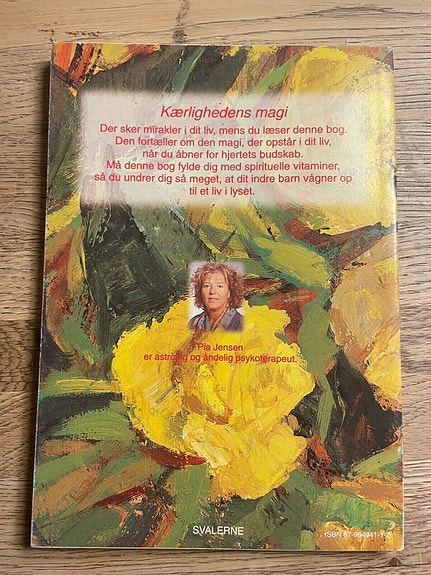 Kærlighedens magi
Der sker mirakler i dit liv, mens du læser denne bog.
Den fortæller om den magi, der opstår i dit liv,
når du åbner for hjertets budskab.
Må denne bog fylde dig med spirituelle vitaminer,
så du undrer dig så meget, at dit indre barn vågner op
til et liv i lyset.
Pia Jensen
er astrolog og åndelig psykoterapeut.
SVALERNE
ISBN